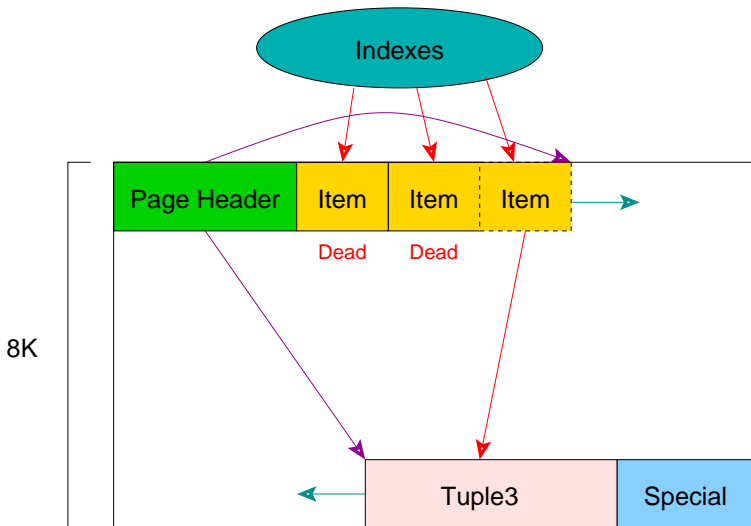 Indexes
Page Header Item Item Item
Dead Dead
8K
Tuple3 Special